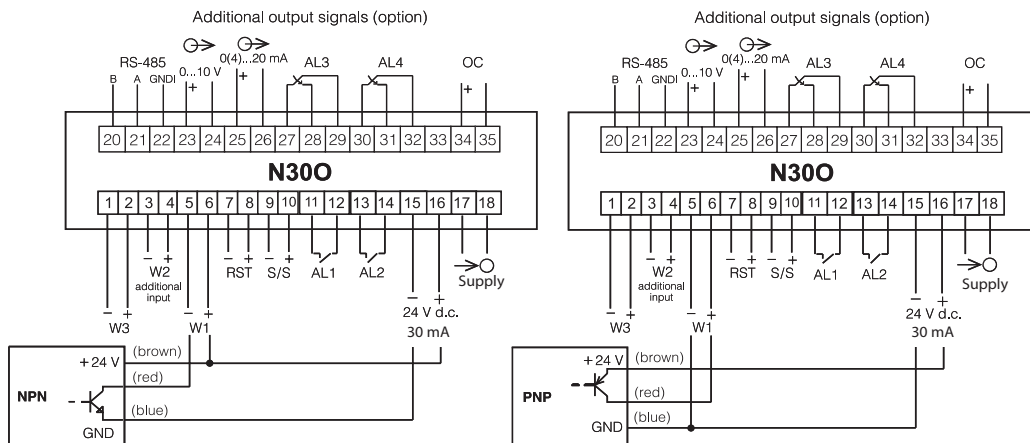 Additional output signals (option)
RS-485
B A GNDI
0...10 V
+
0(4)...20 mA
+
AL3
AL4
OC
+
20 21 22 23 24 25 26 27 28 29 30 31 32 33 34 35
N30O
1 2 3 4 5 6 7 8 9 10 11 12 13 14 15 16 17 18
− + − + − +
W2
additional
input
RST
S/S
AL1
AL2
Supply
− +
W3
− +
W1
− +
24 V d.c.
30 mA
+24 V
(brown)
(red)
NPN
(blue)
GND
Additional output signals (option)
RS-485
B A GNDI
0...10 V
+
0(4)...20 mA
+
AL3
AL4
OC
+
20 21 22 23 24 25 26 27 28 29 30 31 32 33 34 35
N30O
1 2 3 4 5 6 7 8 9 10 11 12 13 14 15 16 17 18
− + − + − +
W2
additional
input
RST
S/S
AL1
AL2
Supply
− +
W3
− +
W1
− +
24 V d.c.
30 mA
+24 V
(brown)
PNP
(red)
(blue)
GND